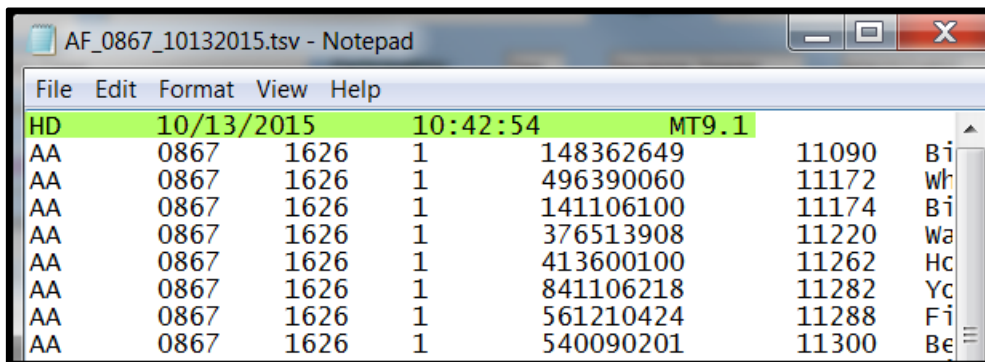 AF_0867_10132015.tsv - Notepad
File Edit Format View Help
HD 10/13/2015 10:42:54 MT9.1
AA 0867 1626 1 148362649 11090 Bi
AA 0867 1626 1 496390060 11172 Wh
AA 0867 1626 1 141106100 11174 Bi
AA 0867 1626 1 376513908 11220 Wa
AA 0867 1626 1 413600100 11262 Ho
AA 0867 1626 1 841106218 11282 Yo
AA 0867 1626 1 561210424 11288 Fi
AA 0867 1626 1 540090201 11300 Be